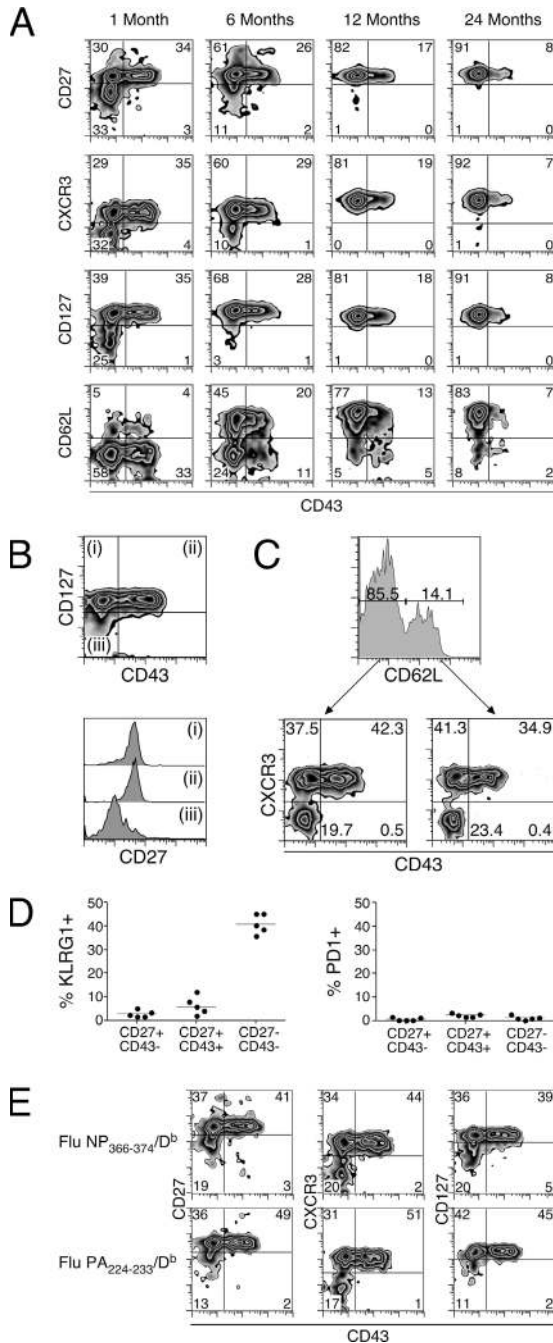 A
1 Month 6 Months 12 Months 24 Months
CD27
30 34 61 26 82 17 91 8
33 3 11 2 1 0 1 0
CXCR3
29 35 60 29 81 19 92 7
32 4 10 1 0 0 1 0
CD127
39 35 68 28 81 18 91 8
25 1 3 1 1 0 1 0
CD62L
5 4 45 20 77 13 83 7
58 33 24 11 5 5 8 2
CD43
B
(i) (ii)
CD127
(iii)
CD43
(i)
(ii)
(iii)
CD27
C
85.5 14.1
CD62L
37.5 42.3 41.3 34.9
CXCR3
19.7 0.5 23.4 0.4
CD43
D
% KLRG1+
50
40
30
20
10
0
CD27+ CD27+ CD27-
CD43- CD43+ CD43-
% PD1+
50
40
30
20
10
0
CD27+ CD27+ CD27-
CD43- CD43+ CD43-
E
Flu NP366-374/Db
CD27 CXCR3 CD127
37 41 34 44 36 39
19 3 20 2 20 5
Flu PA224-233/Db
36 49 31 51 42 45
13 2 17 1 11 2
CD43